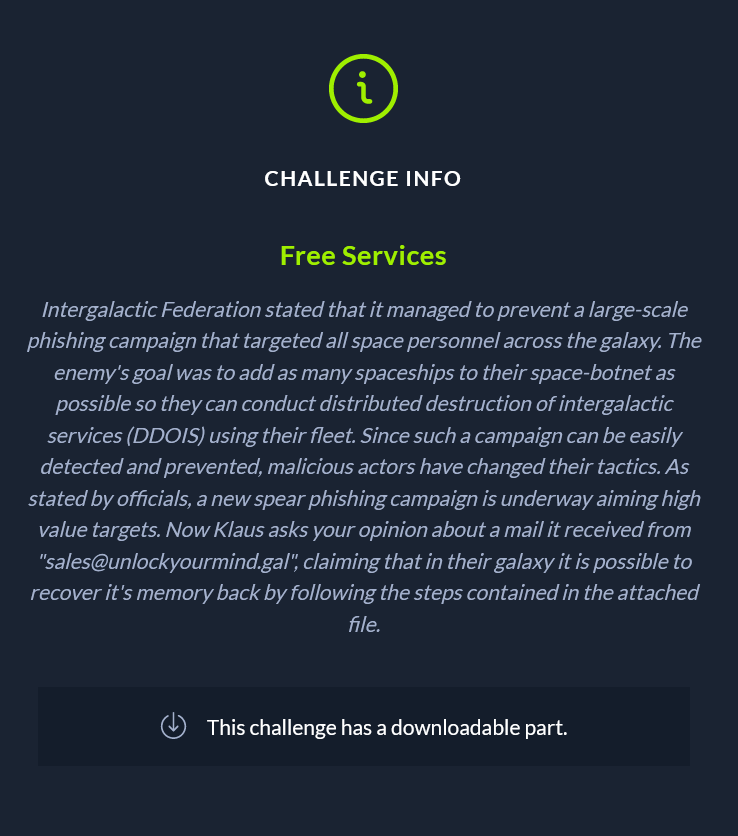 CHALLENGE INFO
Free Services
Intergalactic Federation stated that it managed to prevent a large-scale
phishing campaign that targeted all space personnel across the galaxy. The
enemy's goal was to add as many spaceships to their space-botnet as
possible so they can conduct distributed destruction of intergalactic
services (DDOIS) using their fleet. Since such a campaign can be easily
detected and prevented, malicious actors have changed their tactics. As
stated by officials, a new spear phishing campaign is underway aiming high
value targets. Now Klaus asks your opinion about a mail it received from
"sales@unlockyourmind.gal", claiming that in their galaxy it is possible to
recover it's memory back by following the steps contained in the attached
file.
This challenge has a downloadable part.